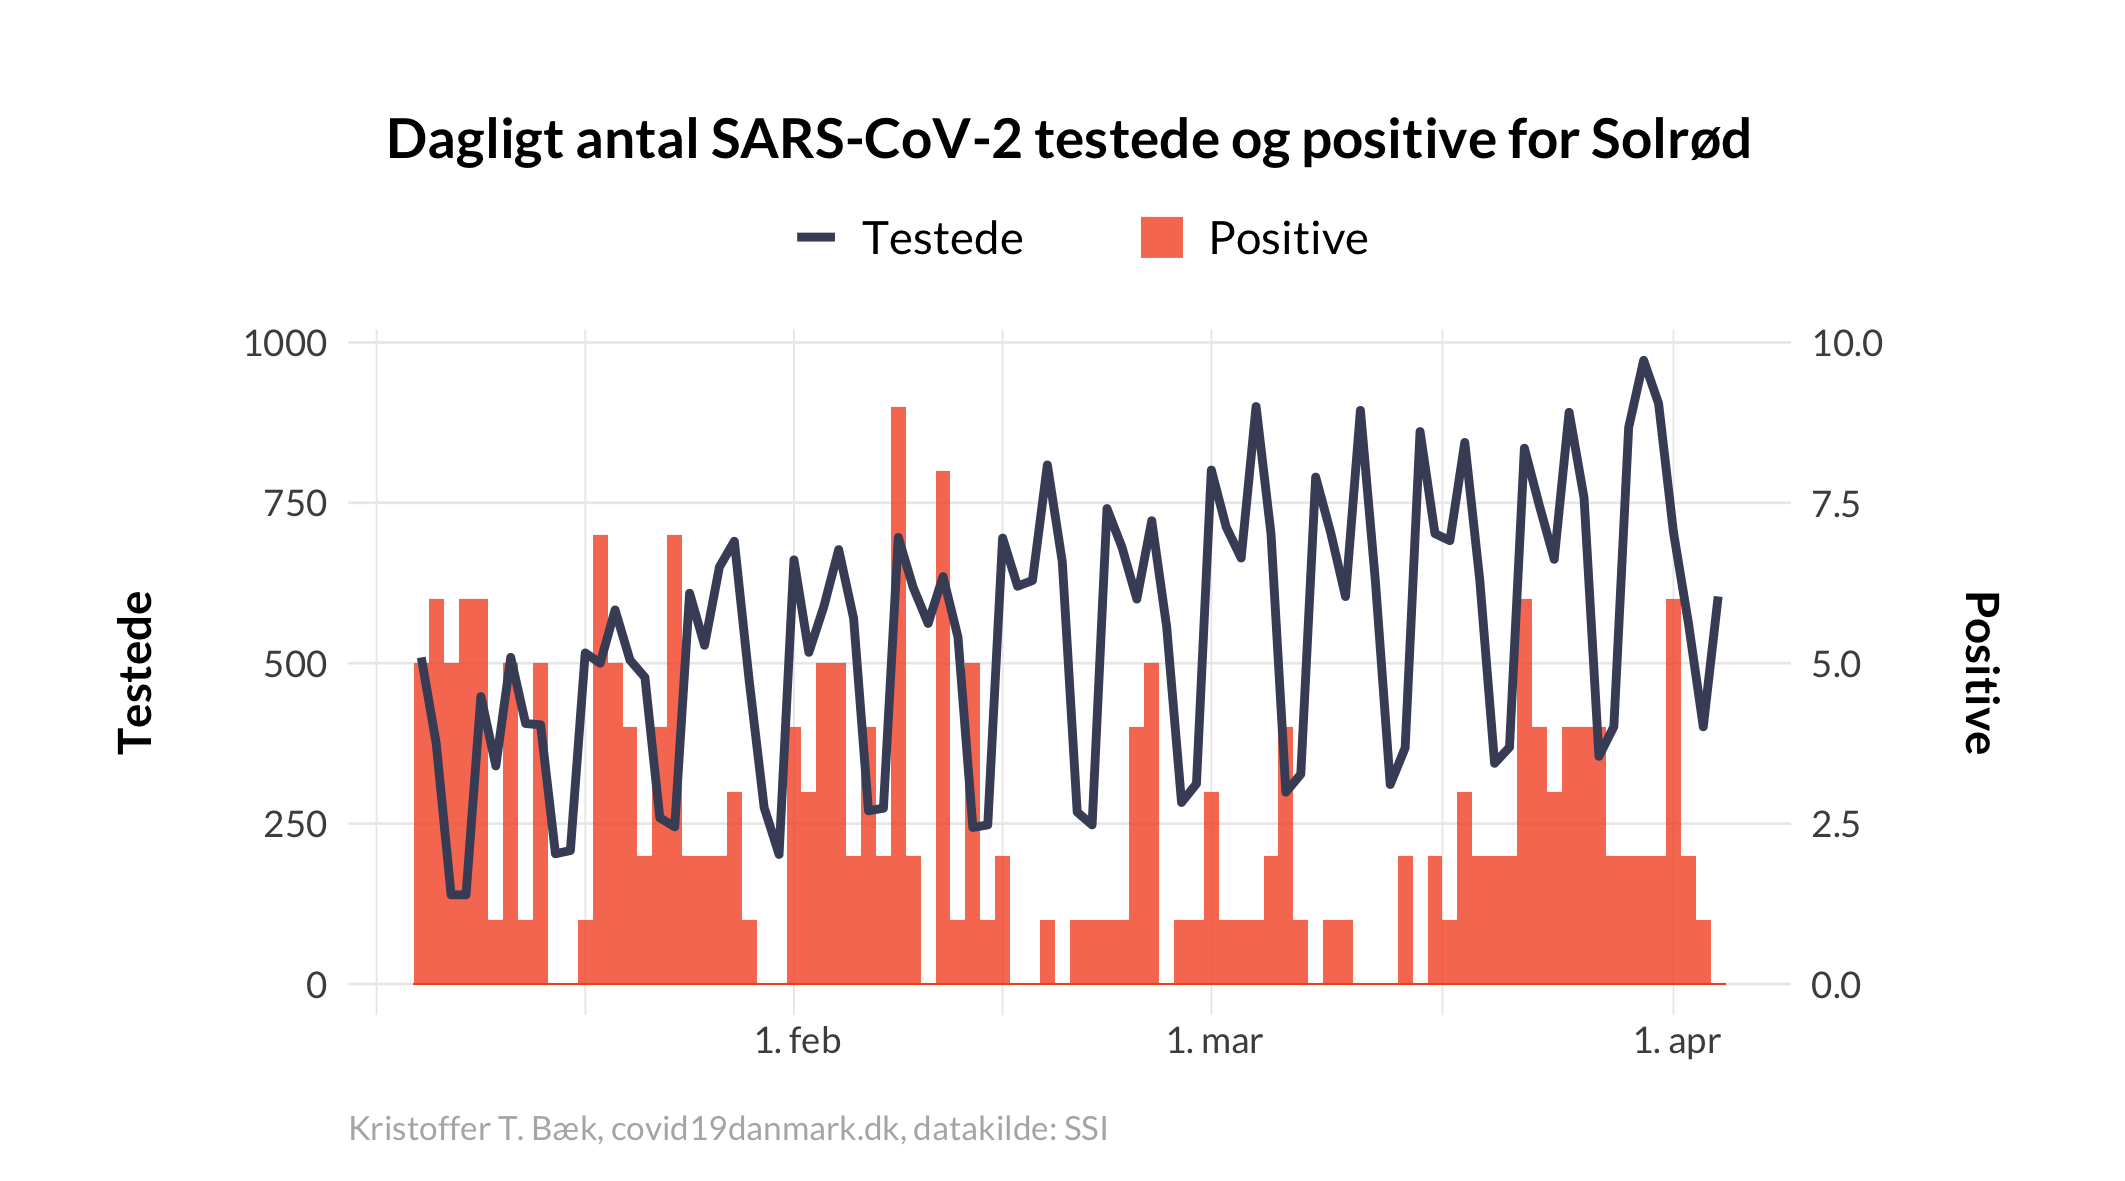 Dagligt antal SARS-CoV-2 testede og positive for Solrød
Testede Positive
1000 10.0
750 7.5
500 5.0
250 2.5
0 0.0
Testede
Positive
1. feb 1. mar 1. apr
Kristoffer T. Bæk, covid19danmark.dk, datakilde: SSI